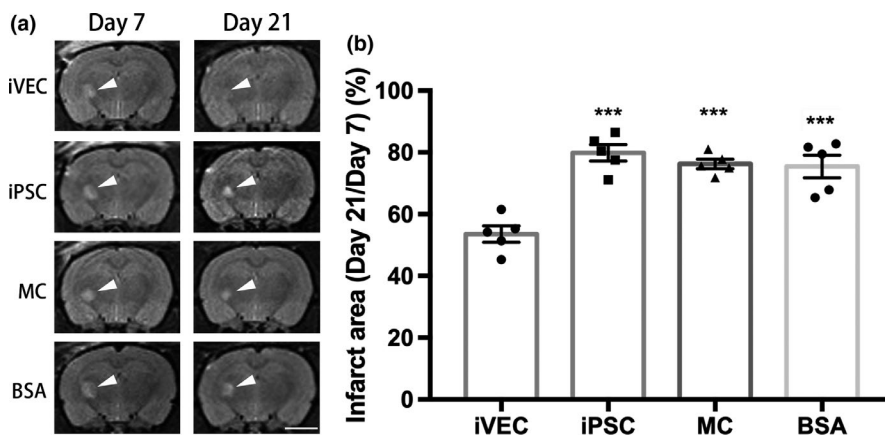 (a)
Day 7 Day 21
iVEC
iPSC
MC
BSA
(b)
Infarct area (Day 21/Day 7) (%)
100
80
60
40
20
0
***
***
***
iVEC iPSC MC BSA